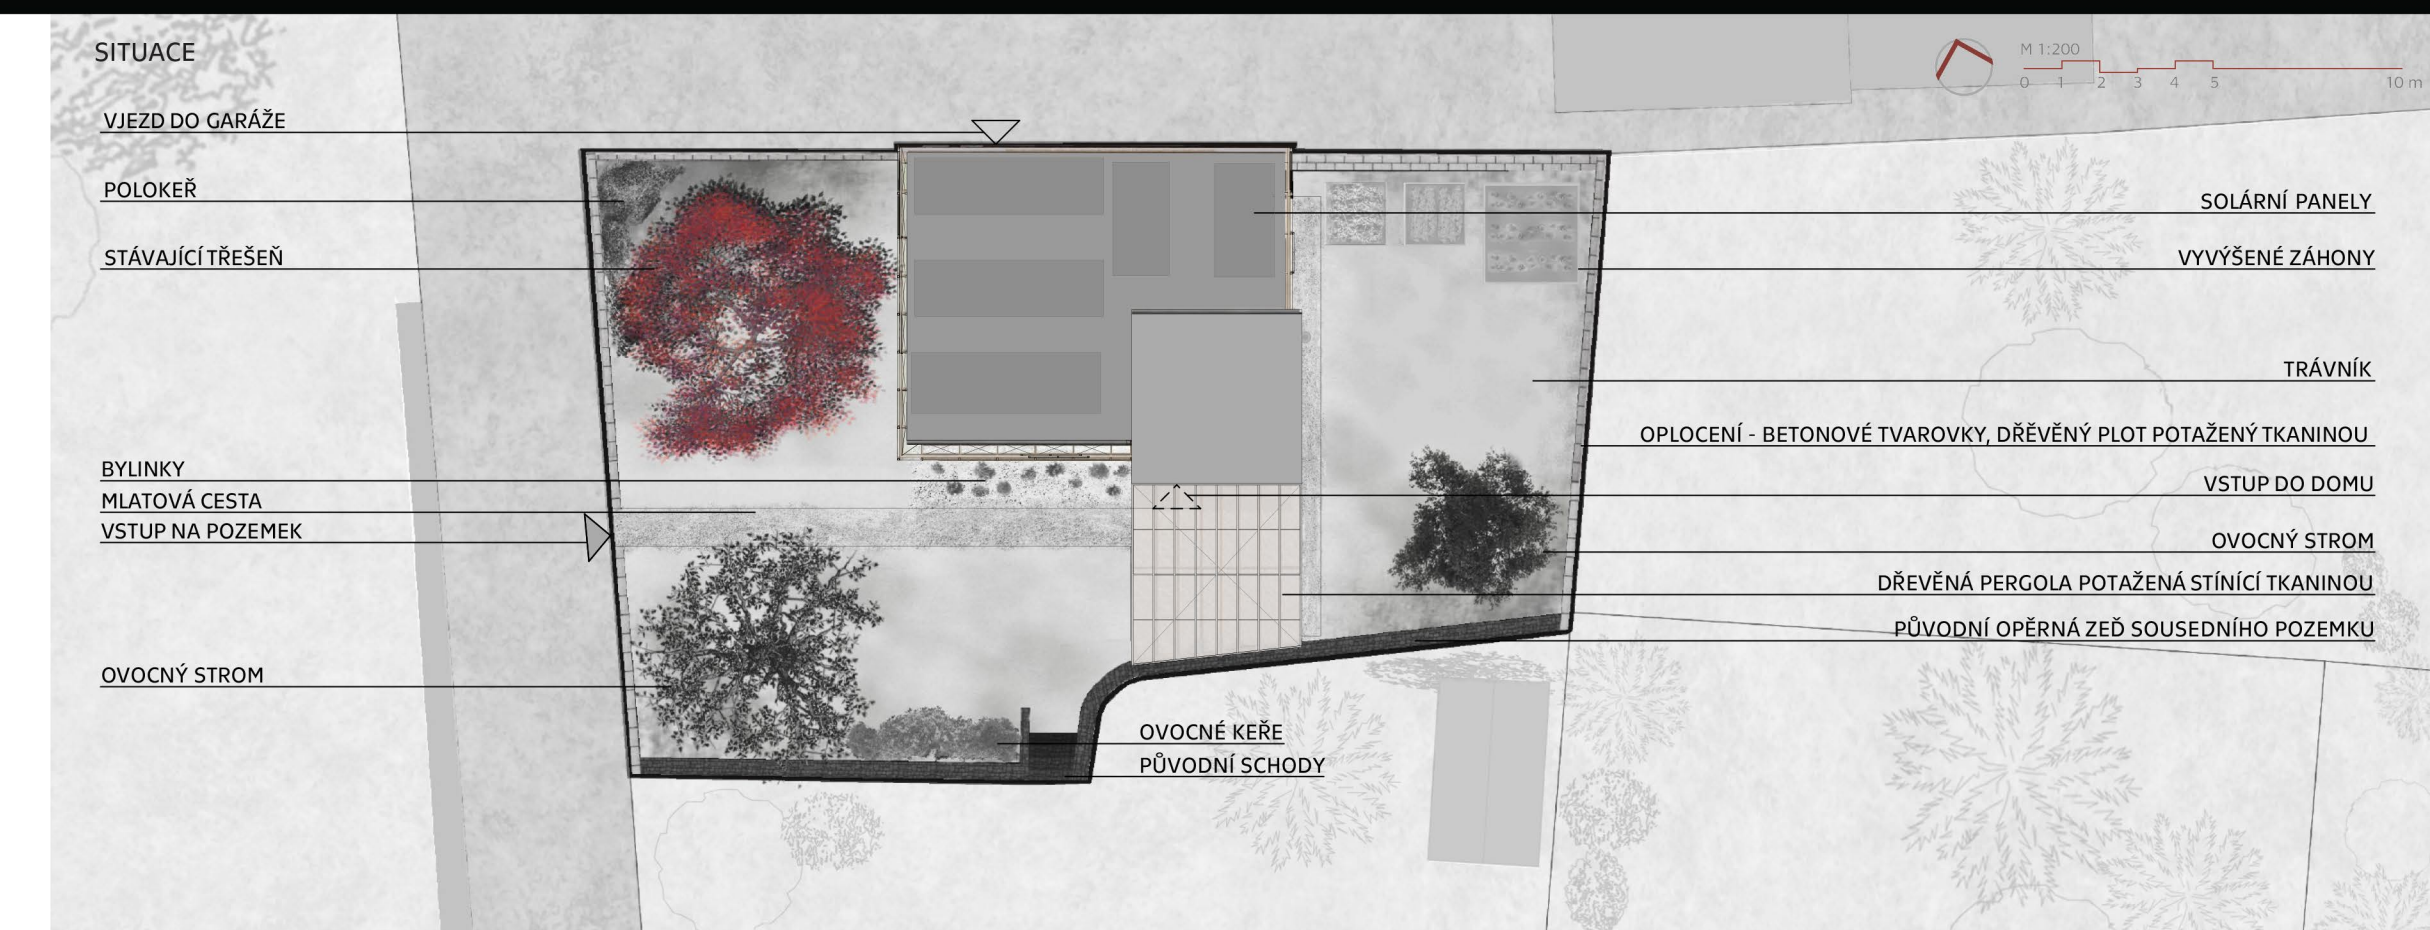 SITUACE
M 1:200
0 1 2 3 4 5 10 m
VJEZD DO GARÁŽE
POLOKEŘ
STÁVAJÍCÍ TŘEŠEŇ
BYLINKY
MLATOVÁ CESTA
VSTUP NA POZEMEK
OVOCNÝ STROM
SOLÁRNÍ PANELY
VYVÝŠENÉ ZÁHONY
TRÁVNÍK
OPLOCENÍ - BETONOVÉ TVAROVKY, DŘĚVĚNÝ PLOT POTAŽENÝ TKANINOU
VSTUP DO DOMU
OVOCNÝ STROM
DŘEVĚNÁ PERGOLA POTAŽENÁ STÍNÍCÍ TKANINOU
PŮVODNÍ OPĚRNÁ ZEĎ SOUSEDNÍHO POZEMKU
OVOCNÉ KEŘE
PŮVODNÍ SCHODY